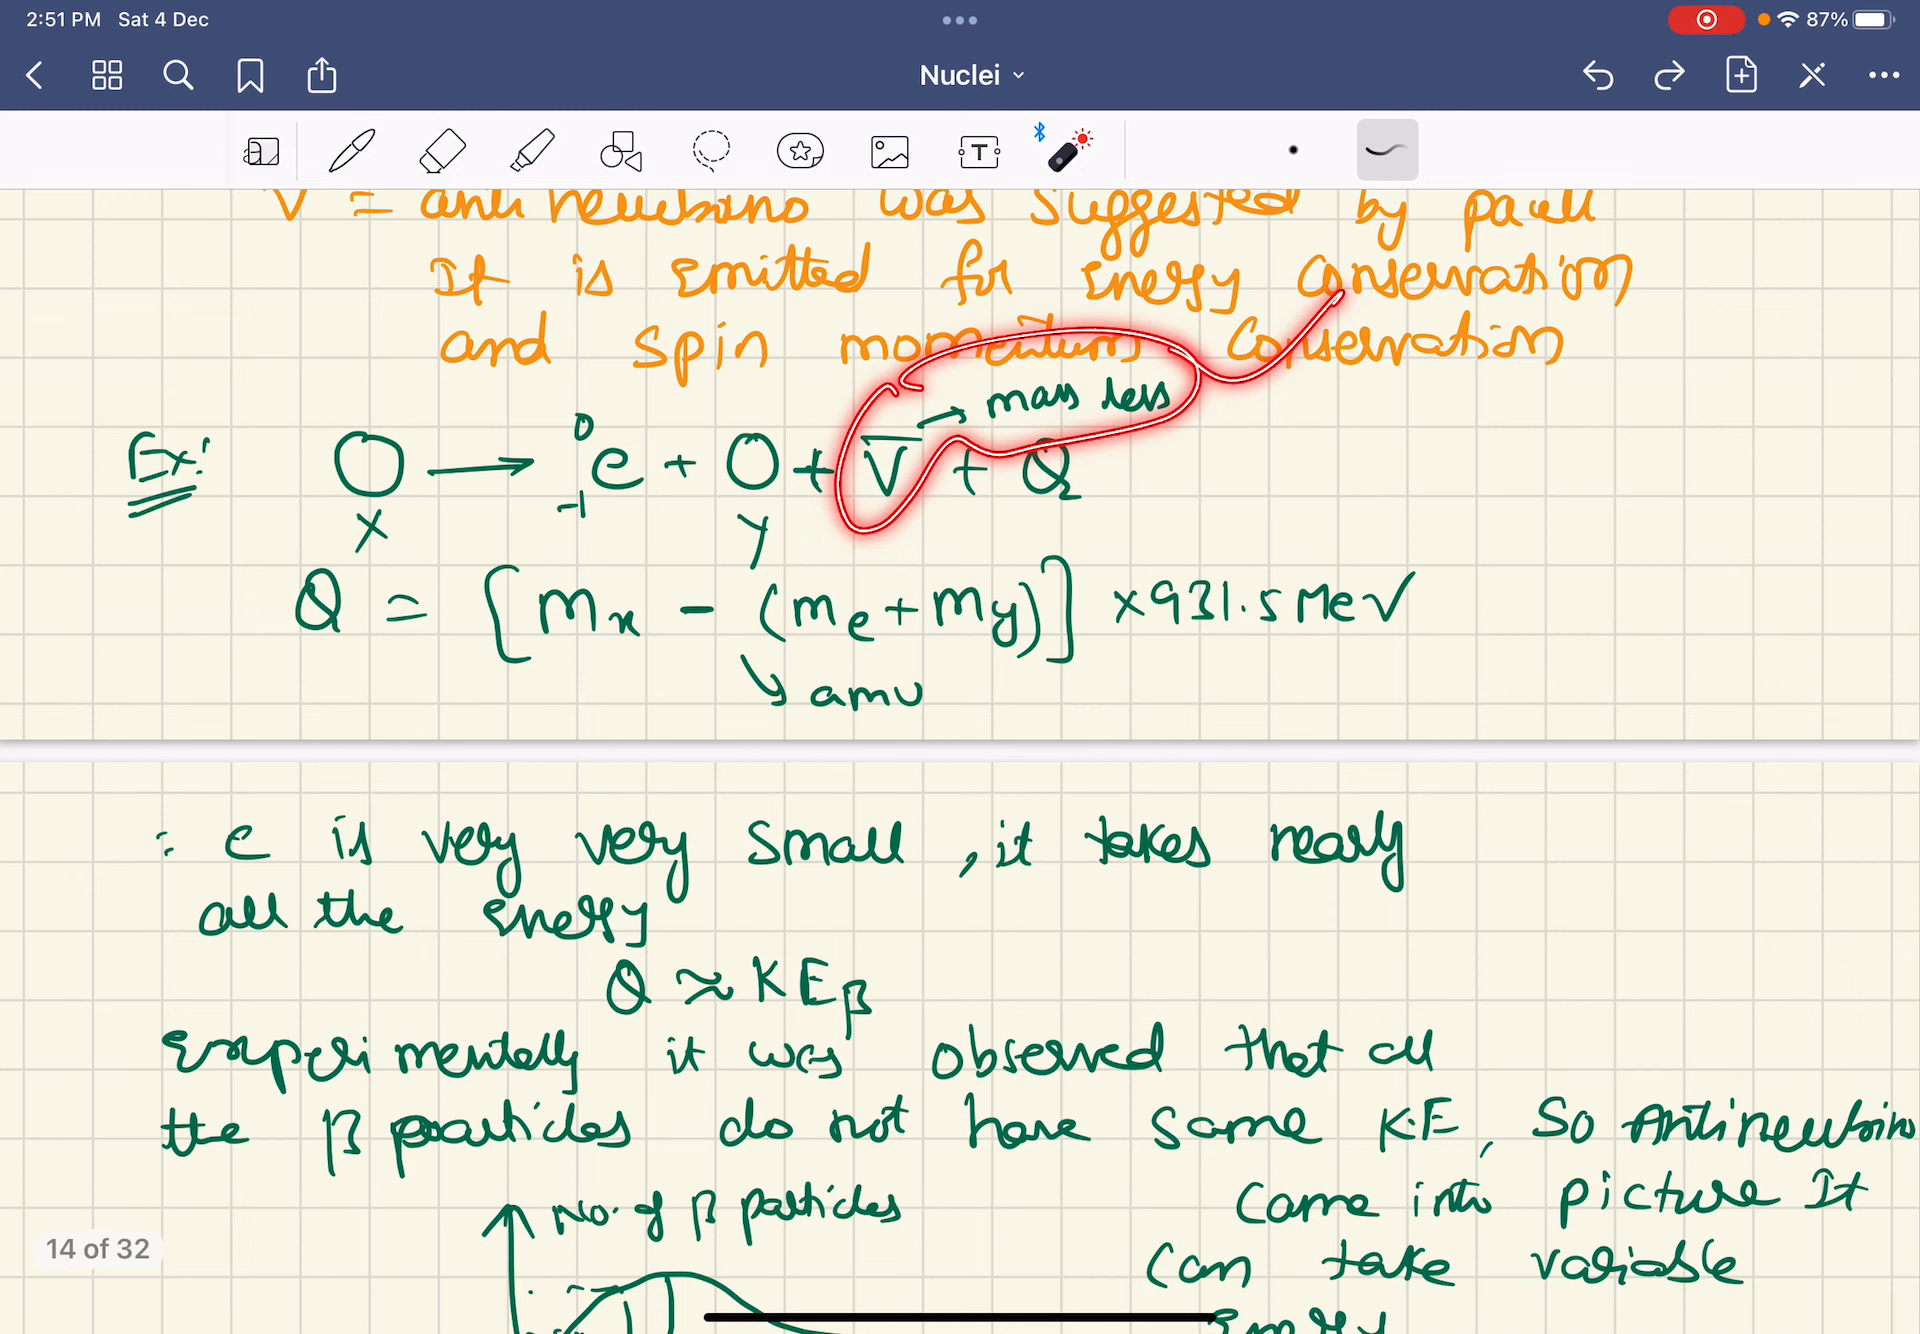 2:51 PM Sat 4 Dec
87%
Nuclei
T
V = anti neutrino was suggested by pauli
It is emitted for Energy conservation
and spin momentum conservation
→ mass less
Ex! O → ⁰₋₁e + O + V̅ + Q
X Y
Q = [mx - (me+my)] ×931.5 MeV
↳ amu
∵ e is very very small, it takes nearly
all the energy
Q ≈ KEβ
Experimentally it was observed that all
the β particles do not have same K.E, So Antineutrino
came into picture It
can take variable
Energy
No. of β particles
14 of 32